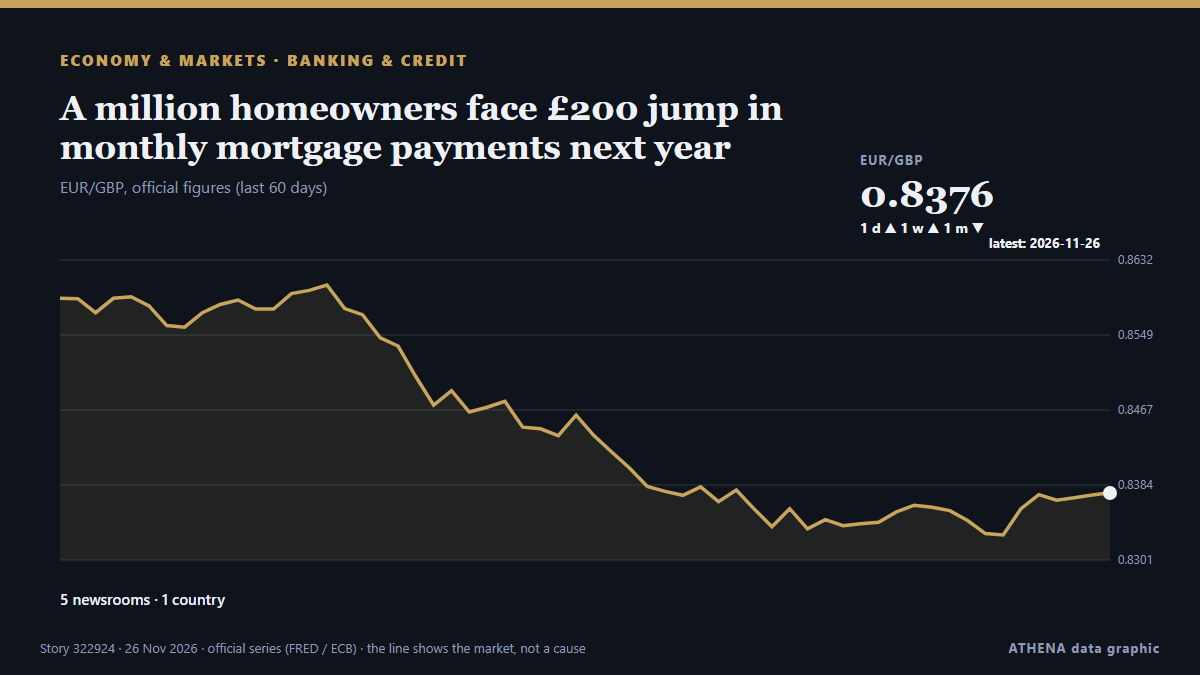 ECONOMY & MARKETS · BANKING & CREDIT
A million homeowners face £200 jump in
monthly mortgage payments next year
EUR/GBP, official figures (last 60 days)
EUR/GBP
0.8376
1 d ▲ 1 w ▲ 1 m ▼
latest: 2026-11-26
0.8632
0.8549
0.8467
0.8384
0.8301
5 newsrooms · 1 country
Story 322924 · 26 Nov 2026 · official series (FRED / ECB) · the line shows the market, not a cause
ATHENA data graphic